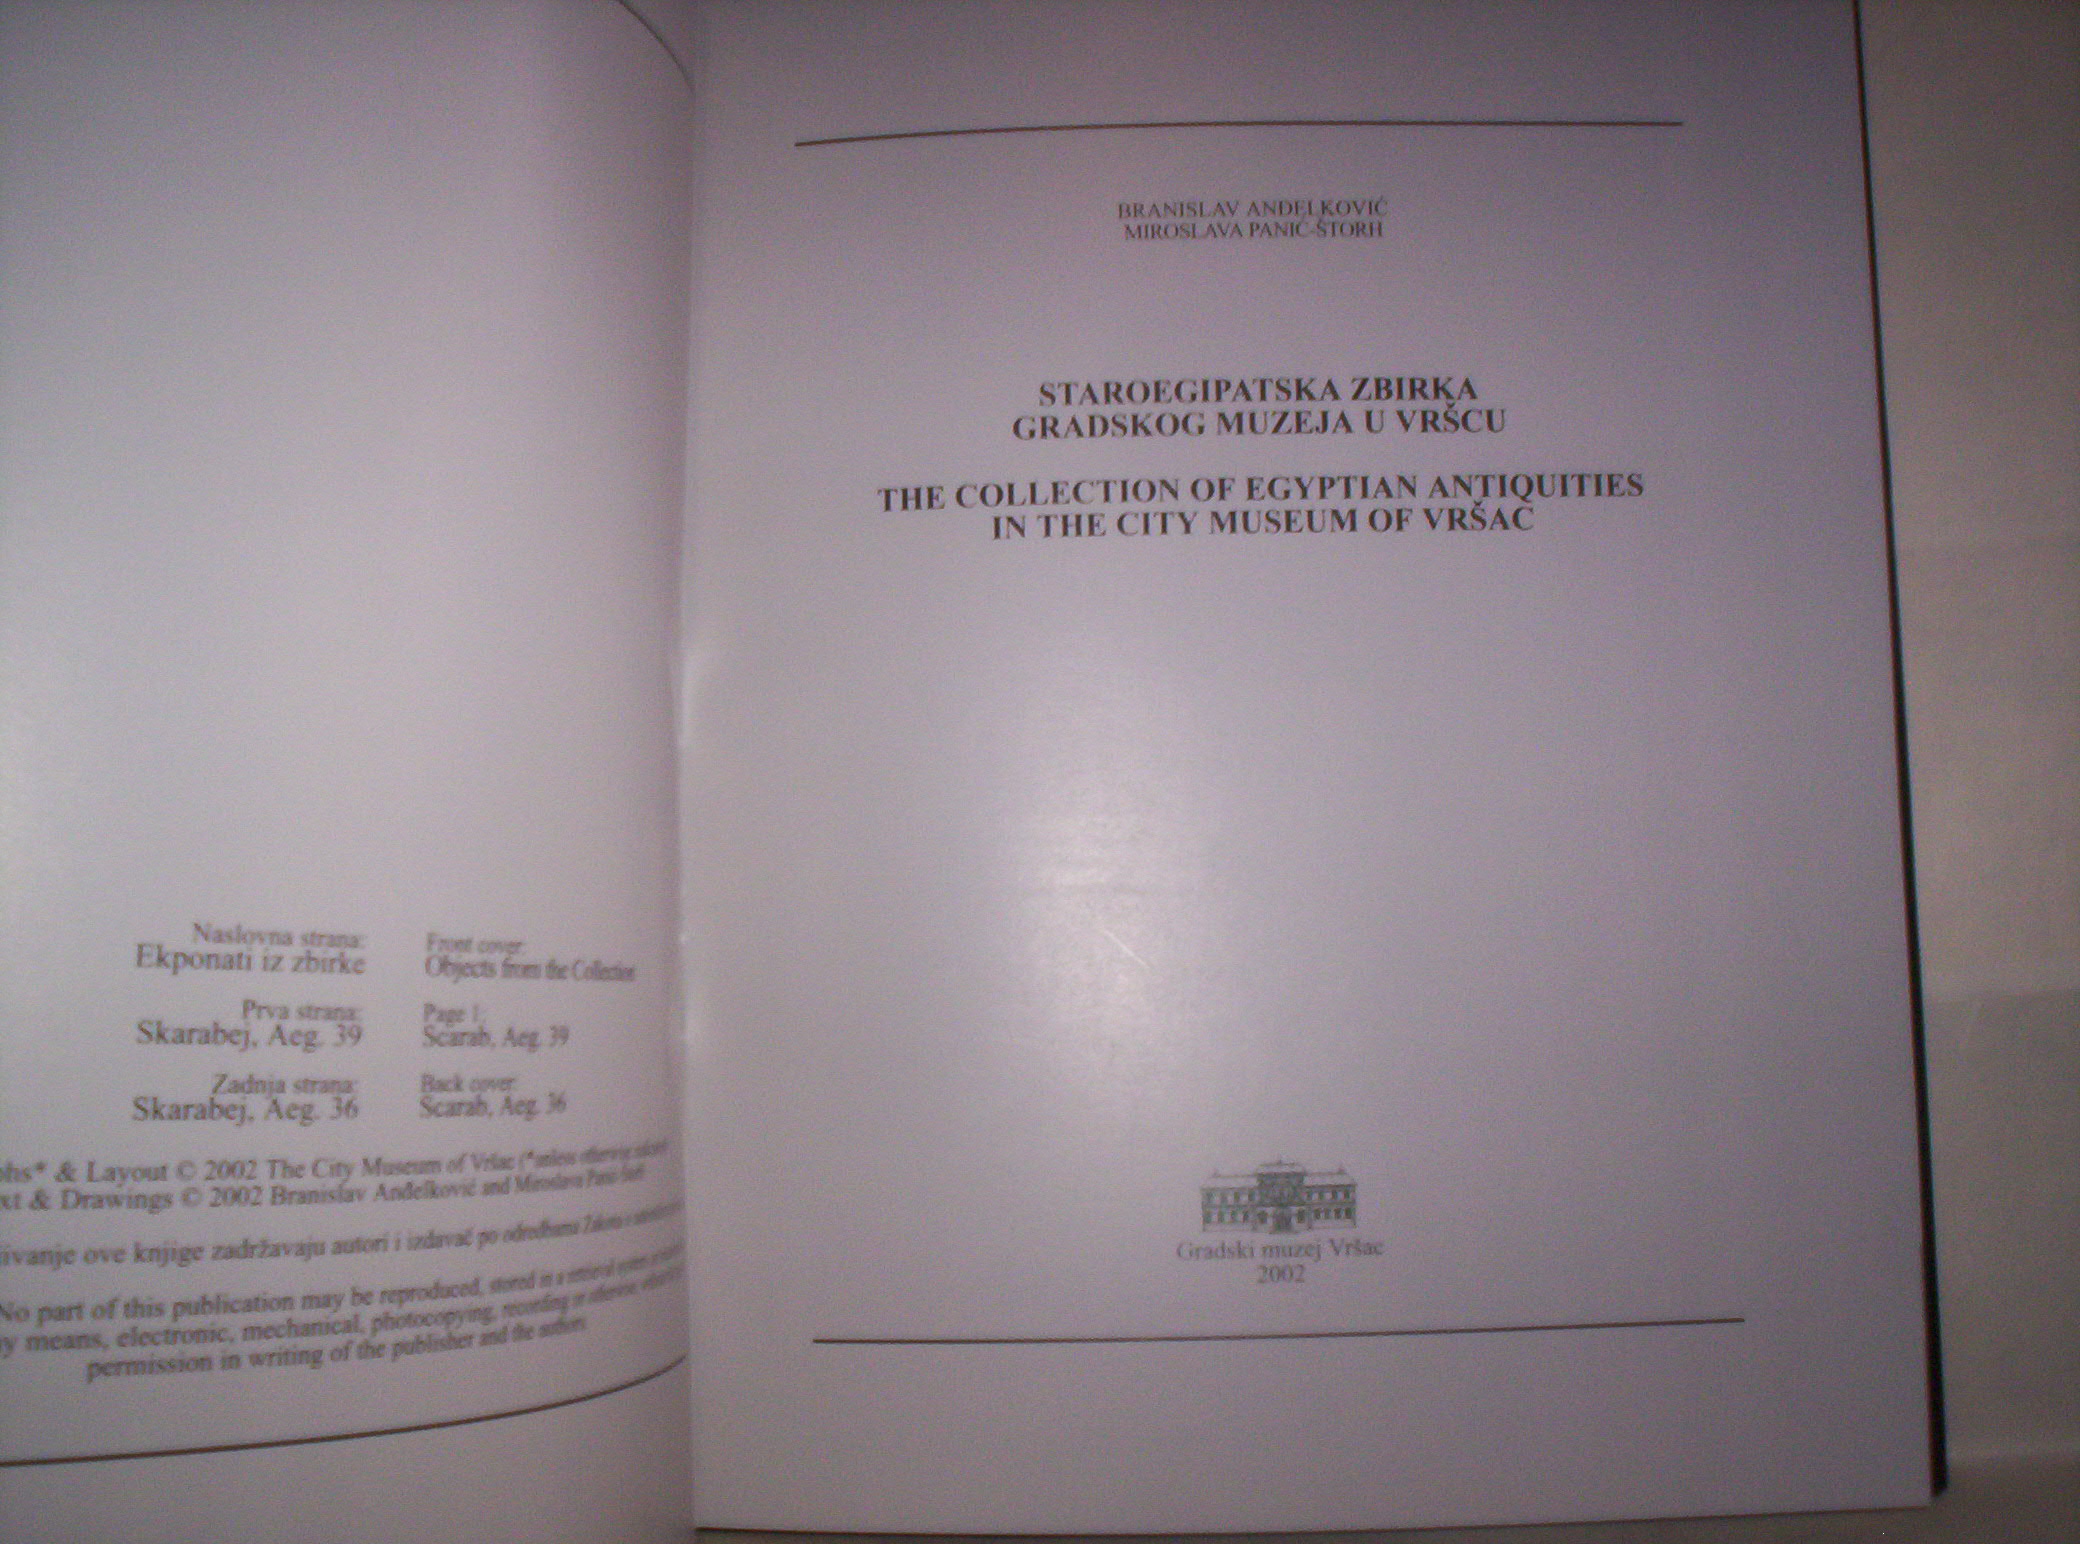 Naslovna strana:
Ekponati iz zbirke
Front cover:
Objects from the Collection
Prva strana:
Skarabej, Aeg. 39
Page 1:
Scarab, Aeg. 39
Zadnja strana:
Skarabej, Aeg. 36
Back cover:
Scarab, Aeg. 36
& Layout © 2002 The City Museum of Vršac (*unless otherwise
& Drawings © 2002 Branislav Anđelković and Miroslava Panić-Štorh
ove knjige zadržavaju autori i izdavač po odredbama Zakona o
No part of this publication may be reproduced, stored in a retrieval system or
means, electronic, mechanical, photocopying, recording or otherwise, without
permission in writing of the publisher and the authors
BRANISLAV ANĐELKOVIĆ
MIROSLAVA PANIĆ-ŠTORH
STAROEGIPATSKA ZBIRKA
GRADSKOG MUZEJA U VRŠCU
THE COLLECTION OF EGYPTIAN ANTIQUITIES
IN THE CITY MUSEUM OF VRŠAC
Gradski muzej Vršac
2002